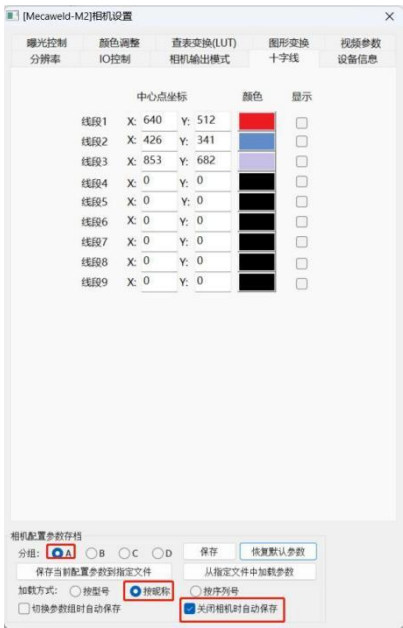 [Mecaweld-M2]相机设置
曝光控制 颜色调整 查表变换(LUT) 图形变换 视频参数
分辨率 IO控制 相机输出模式 十字线 设备信息
中心点坐标 颜色 显示
线段1 X: 640 Y: 512
线段2 X: 426 Y: 341
线段3 X: 853 Y: 682
线段4 X: 0 Y: 0
线段5 X: 0 Y: 0
线段6 X: 0 Y: 0
线段7 X: 0 Y: 0
线段8 X: 0 Y: 0
线段9 X: 0 Y: 0
相机配置参数存档
分组: A B C D 保存 恢复默认参数
保存当前配置参数到指定文件 从指定文件中加载参数
加载方式: 按型号 按昵称 按序列号
切换参数组时自动保存 关闭相机时自动保存